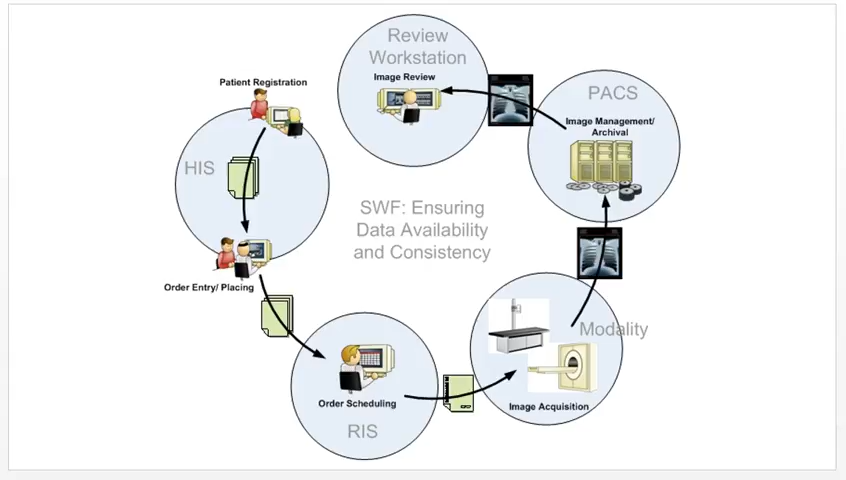 Review
Workstation
Image Review
Patient Registration
PACS
Image Management/
Archival
HIS
SWF: Ensuring
Data Availability
and Consistency
Order Entry/ Placing
Modality
Order Scheduling
Image Acquisition
RIS